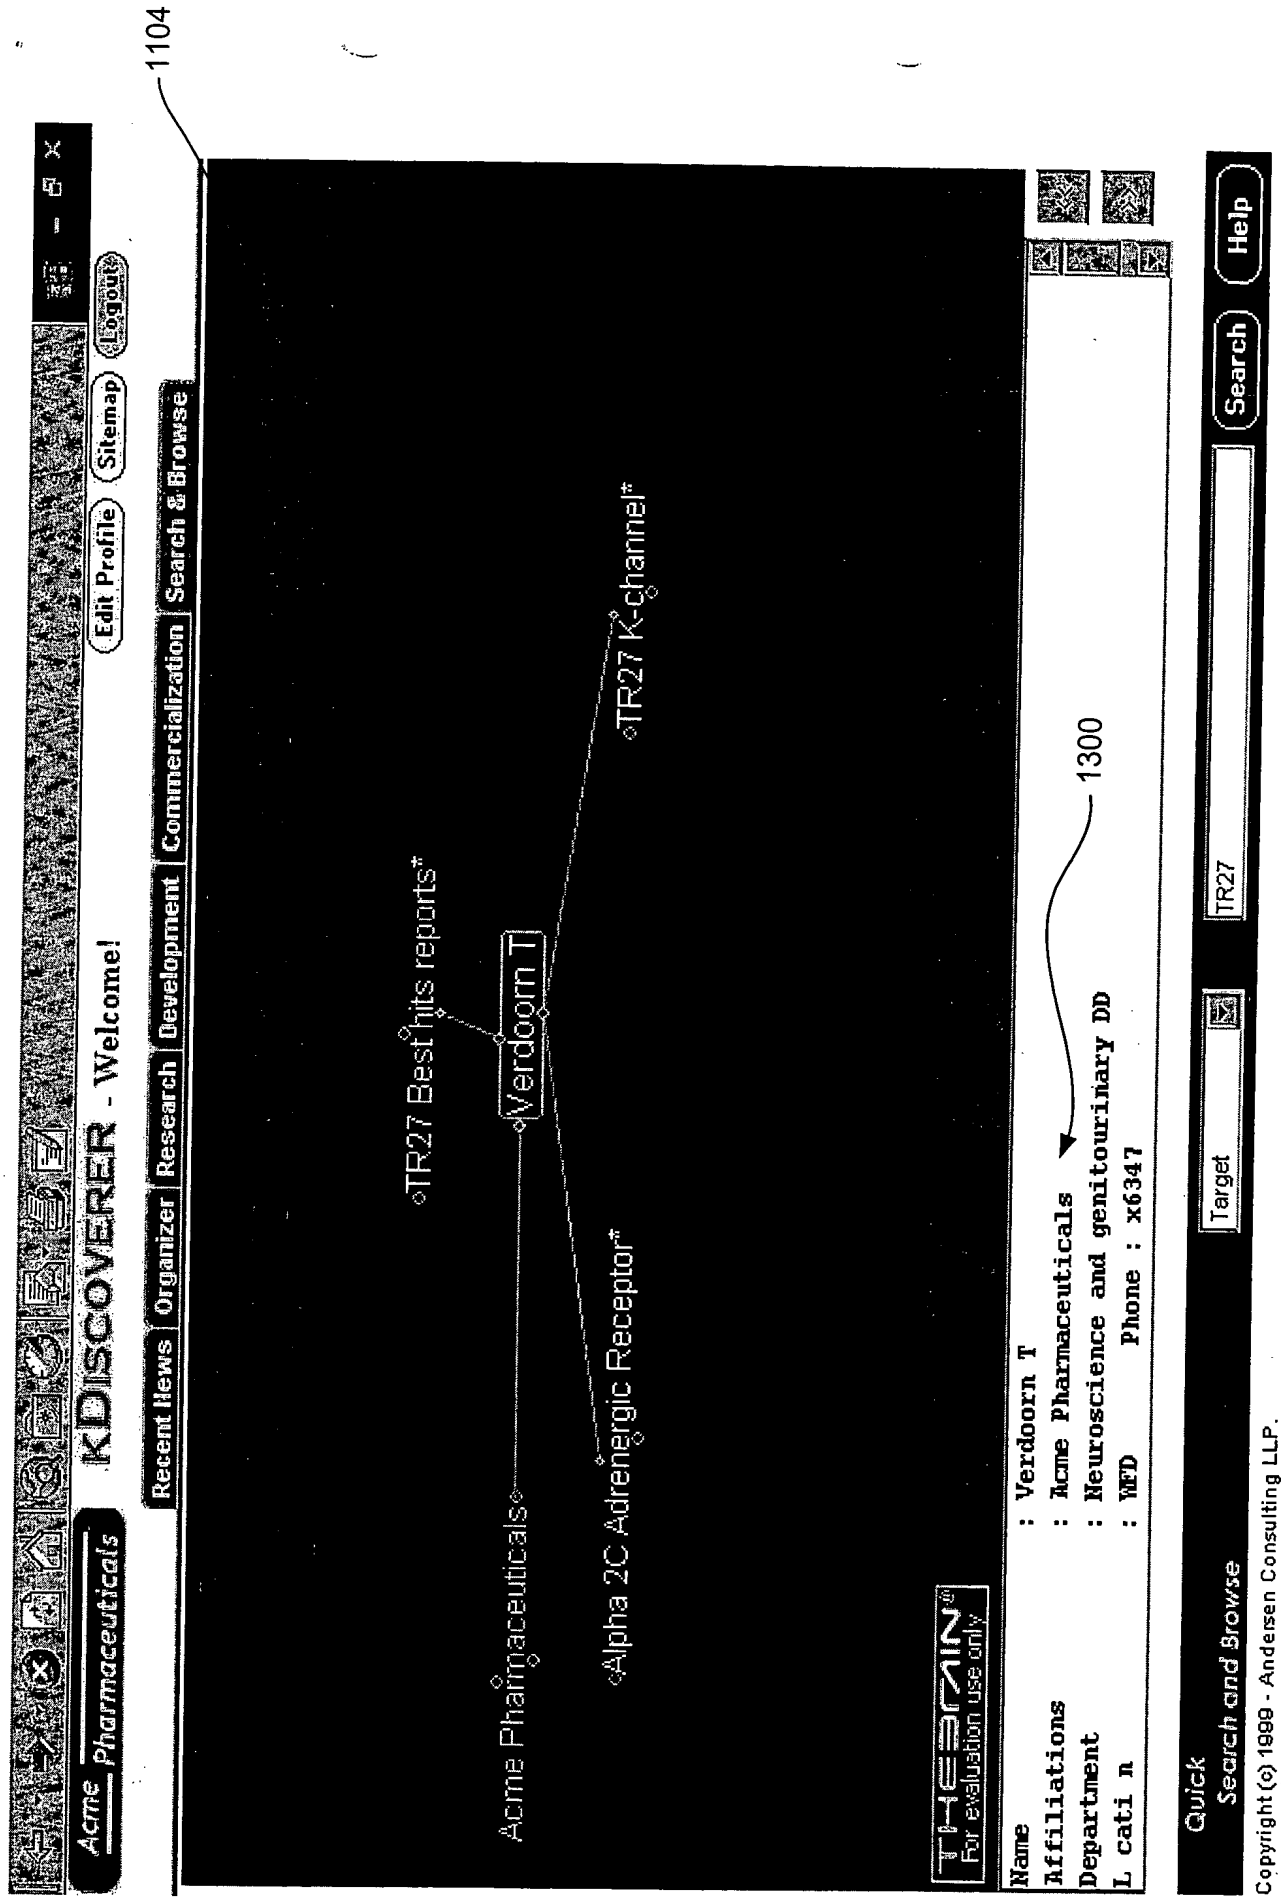 1104
Acme
Pharmaceuticals
KDISCOVERER - Welcome!
Edit Profile Sitemap Logout
Recent News Organizer Research Development Commercialization Search & Browse
TR27 Best hits reports*
Acme Pharmaceuticals
Verdoorn T
Alpha 2C Adrenergic Receptor*
TR27 K-channel*
THEBRAIN®
For evaluation use only
Name : Verdoorn T
Affiliations : Acme Pharmaceuticals
Department : Neuroscience and genitourinary DD
L cati n : WFD Phone : x6347
1300
Quick
Search and Browse
Target
TR27
Search
Help
Copyright (c) 1999 - Andersen Consulting LLP.